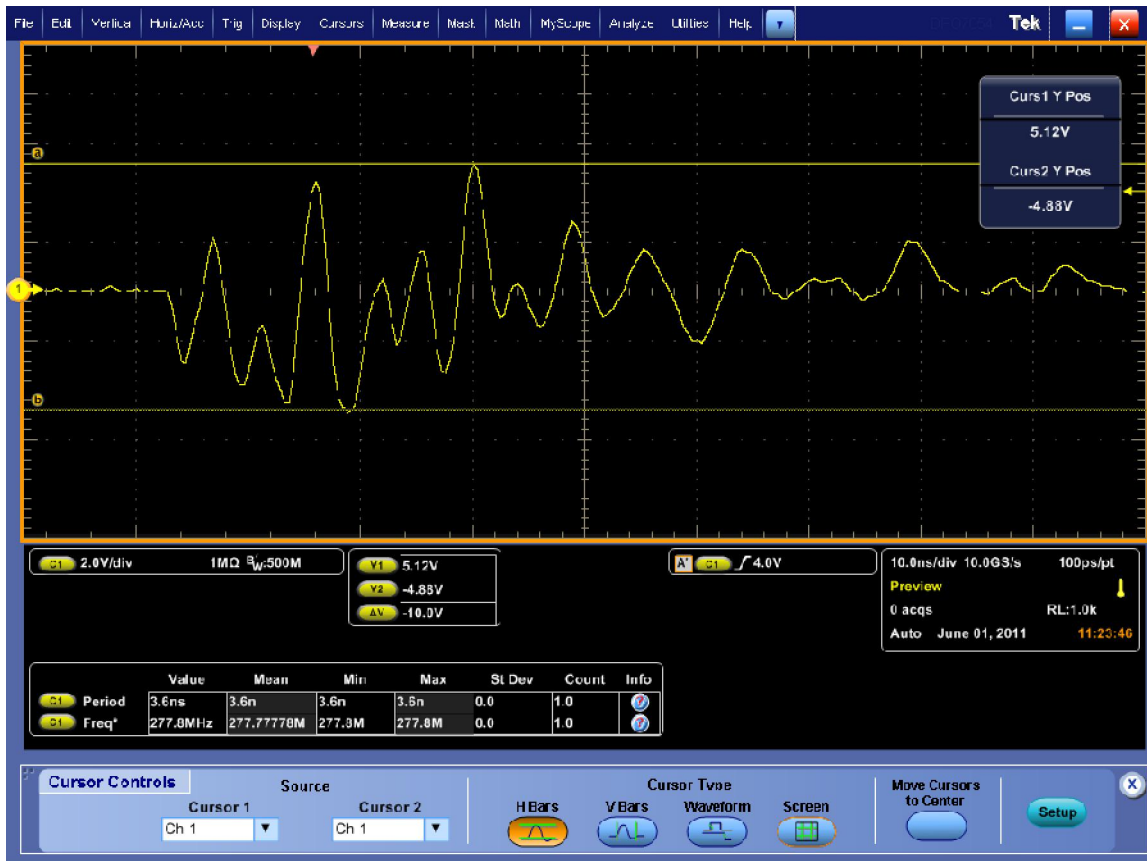 File Edit Vertical Horiz/Acq Trig Display Cursors Measure Mask Math MyScope Analyze Utilities Help Tek
Curs1 Y Pos
5.12V
Curs2 Y Pos
-4.88V
a
1
b
C1 2.0V/div 1MΩ BW:500M
Y1 5.12V
Y2 -4.88V
ΔV -10.0V
A' C1 4.0V
10.0ns/div 10.0GS/s 100ps/pt
Preview
0 acqs RL:1.0k
Auto June 01, 2011 11:23:46
Value Mean Min Max St Dev Count Info
C1 Period 3.6ns 3.6n 3.6n 3.6n 0.0 1.0
C1 Freq* 277.8MHz 277.77778M 277.8M 277.8M 0.0 1.0
Cursor Controls
Source
Cursor 1 Cursor 2
Ch 1 Ch 1
Cursor Type
H Bars V Bars Waveform Screen
Move Cursors
to Center
Setup
X